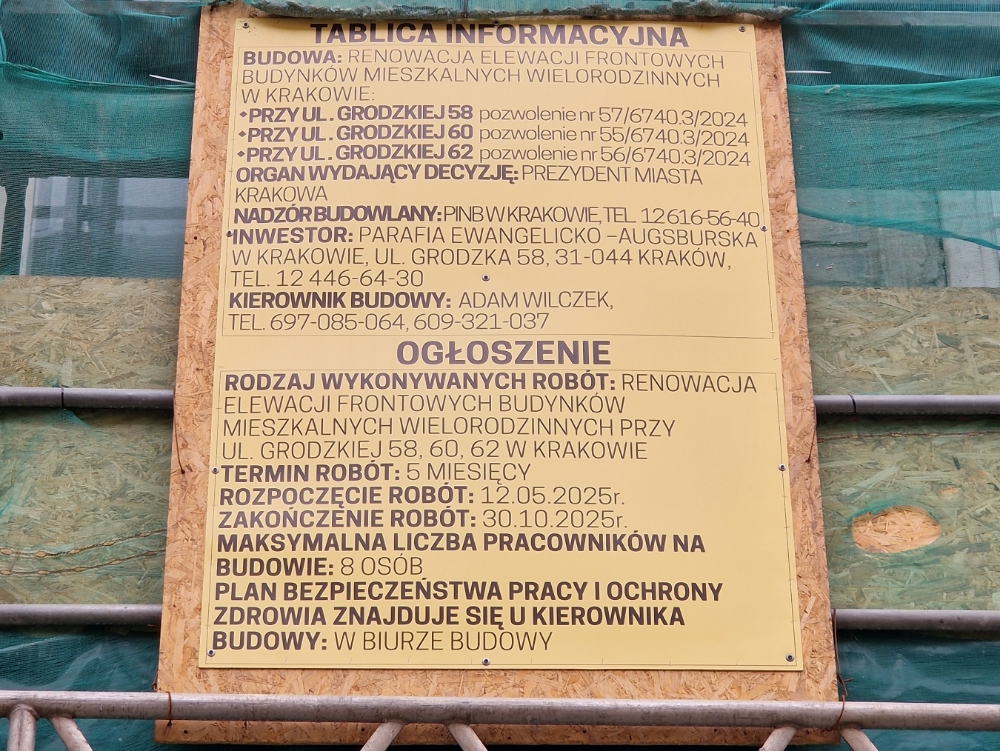 TABLICA INFORMACYJNA
BUDOWA: RENOWACJA ELEWACJI FRONTOWYCH
BUDYNKÓW MIESZKALNYCH WIELORODZINNYCH
W KRAKOWIE:
•PRZY UL. GRODZKIEJ 58 pozwolenie nr 57/6740.3/2024
•PRZY UL. GRODZKIEJ 60 pozwolenie nr 55/6740.3/2024
•PRZY UL. GRODZKIEJ 62 pozwolenie nr 56/6740.3/2024
ORGAN WYDAJĄCY DECYZJĘ: PREZYDENT MIASTA
KRAKOWA
NADZÓR BUDOWLANY: PINB W KRAKOWIE, TEL. 12 616-56-40
INWESTOR: PARAFIA EWANGELICKO –AUGSBURSKA
W KRAKOWIE, UL. GRODZKA 58, 31-044 KRAKÓW,
TEL. 12 446-64-30
KIEROWNIK BUDOWY: ADAM WILCZEK,
TEL. 697-085-064, 609-321-037
OGŁOSZENIE
RODZAJ WYKONYWANYCH ROBÓT: RENOWACJA
ELEWACJI FRONTOWYCH BUDYNKÓW
MIESZKALNYCH WIELORODZINNYCH PRZY
UL. GRODZKIEJ 58, 60, 62 W KRAKOWIE
TERMIN ROBÓT: 5 MIESIĘCY
ROZPOCZĘCIE ROBÓT: 12.05.2025r.
ZAKOŃCZENIE ROBÓT: 30.10.2025r.
MAKSYMALNA LICZBA PRACOWNIKÓW NA
BUDOWIE: 8 OSÓB
PLAN BEZPIECZEŃSTWA PRACY I OCHRONY
ZDROWIA ZNAJDUJE SIĘ U KIEROWNIKA
BUDOWY: W BIURZE BUDOWY